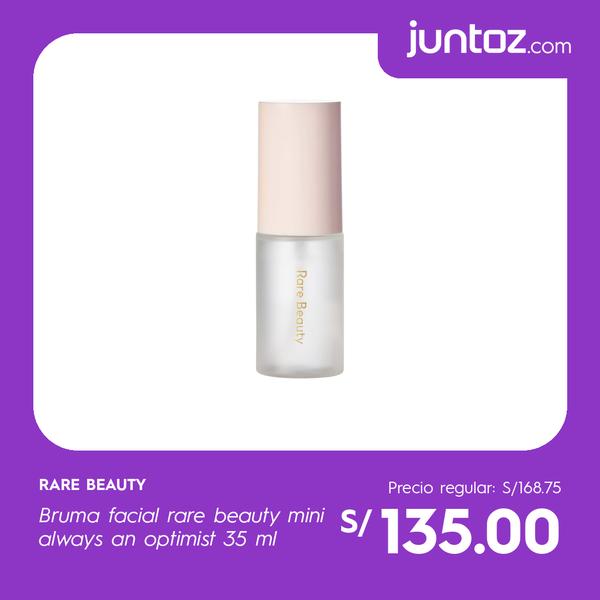 juntoz.com
Rare Beauty
RARE BEAUTY
Bruma facial rare beauty mini
always an optimist 35 ml
Precio regular: S/168.75
S/135.00